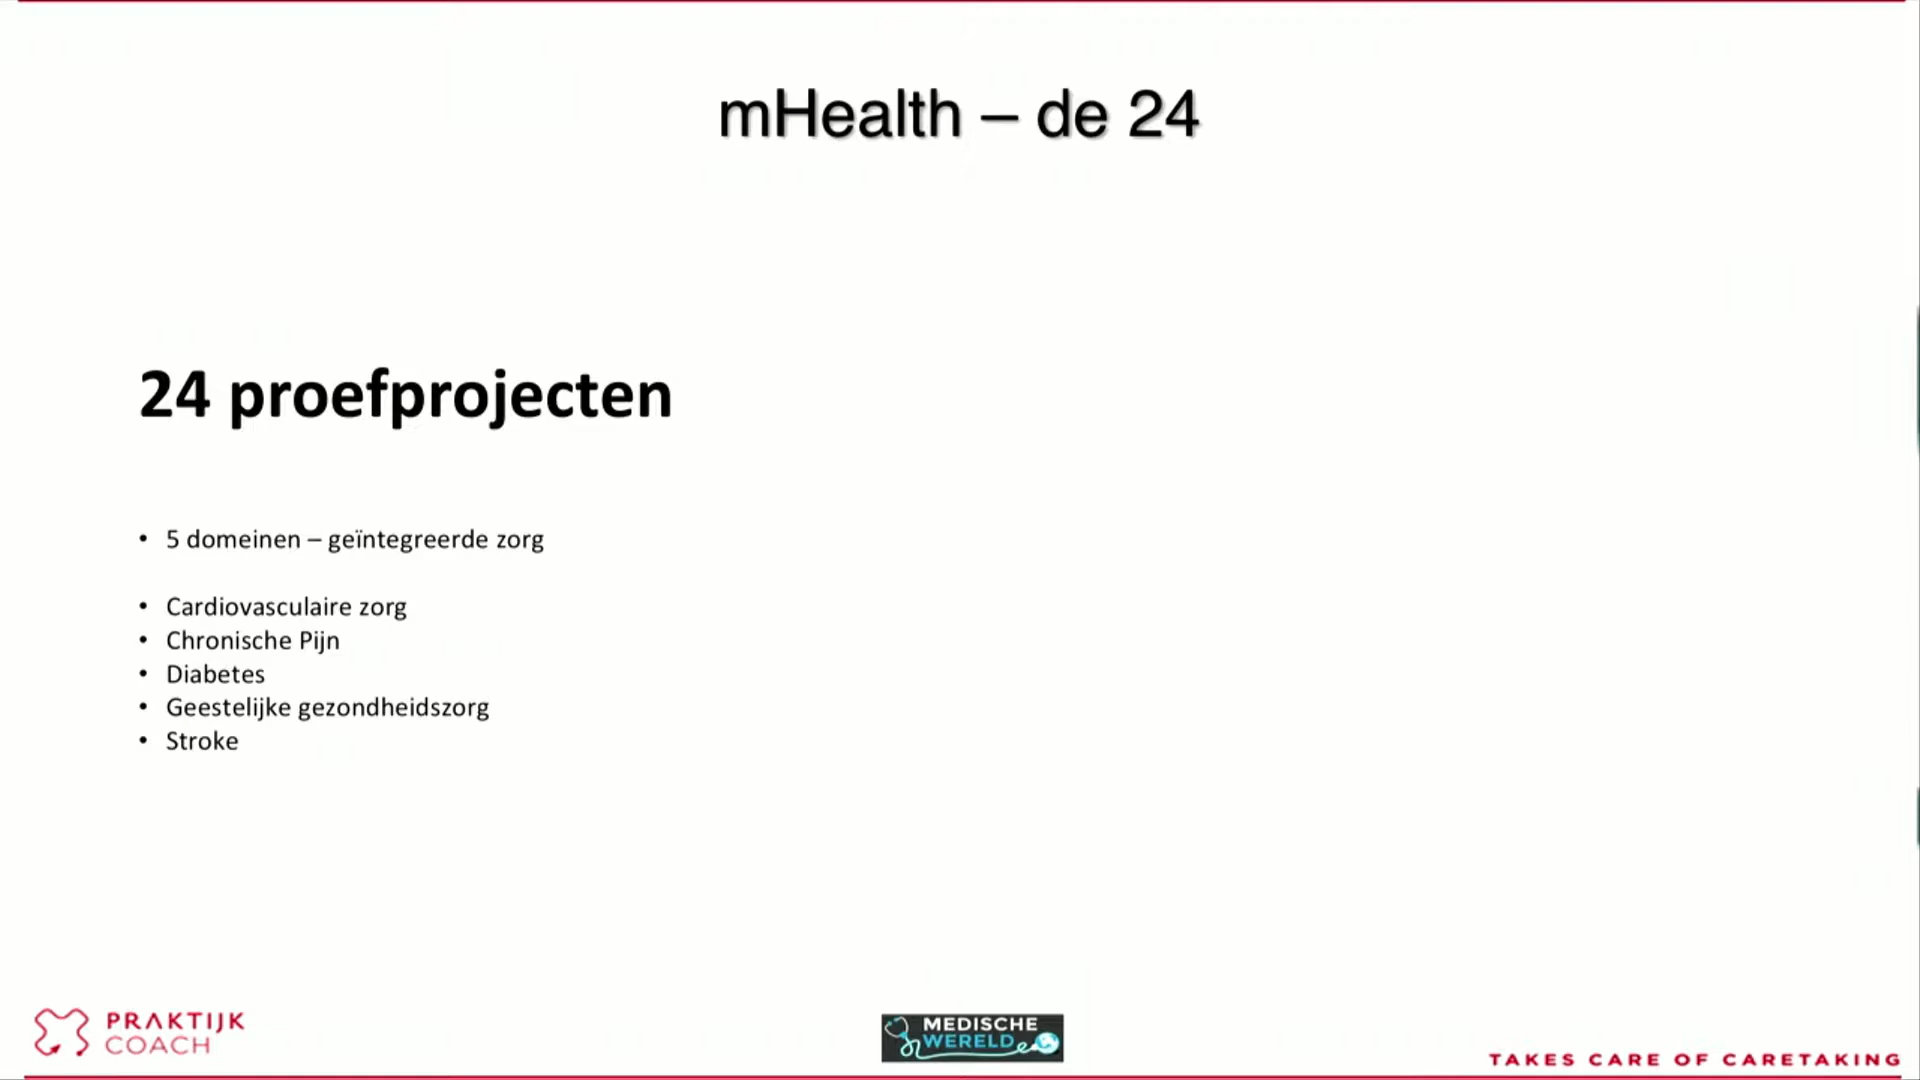 mHealth – de 24
24 proefprojecten
• 5 domeinen – geïntegreerde zorg
• Cardiovasculaire zorg
• Chronische Pijn
• Diabetes
• Geestelijke gezondheidszorg
• Stroke
PRAKTIJK
COACH
MEDISCHE
WERELD
TAKES CARE OF CARETAKING